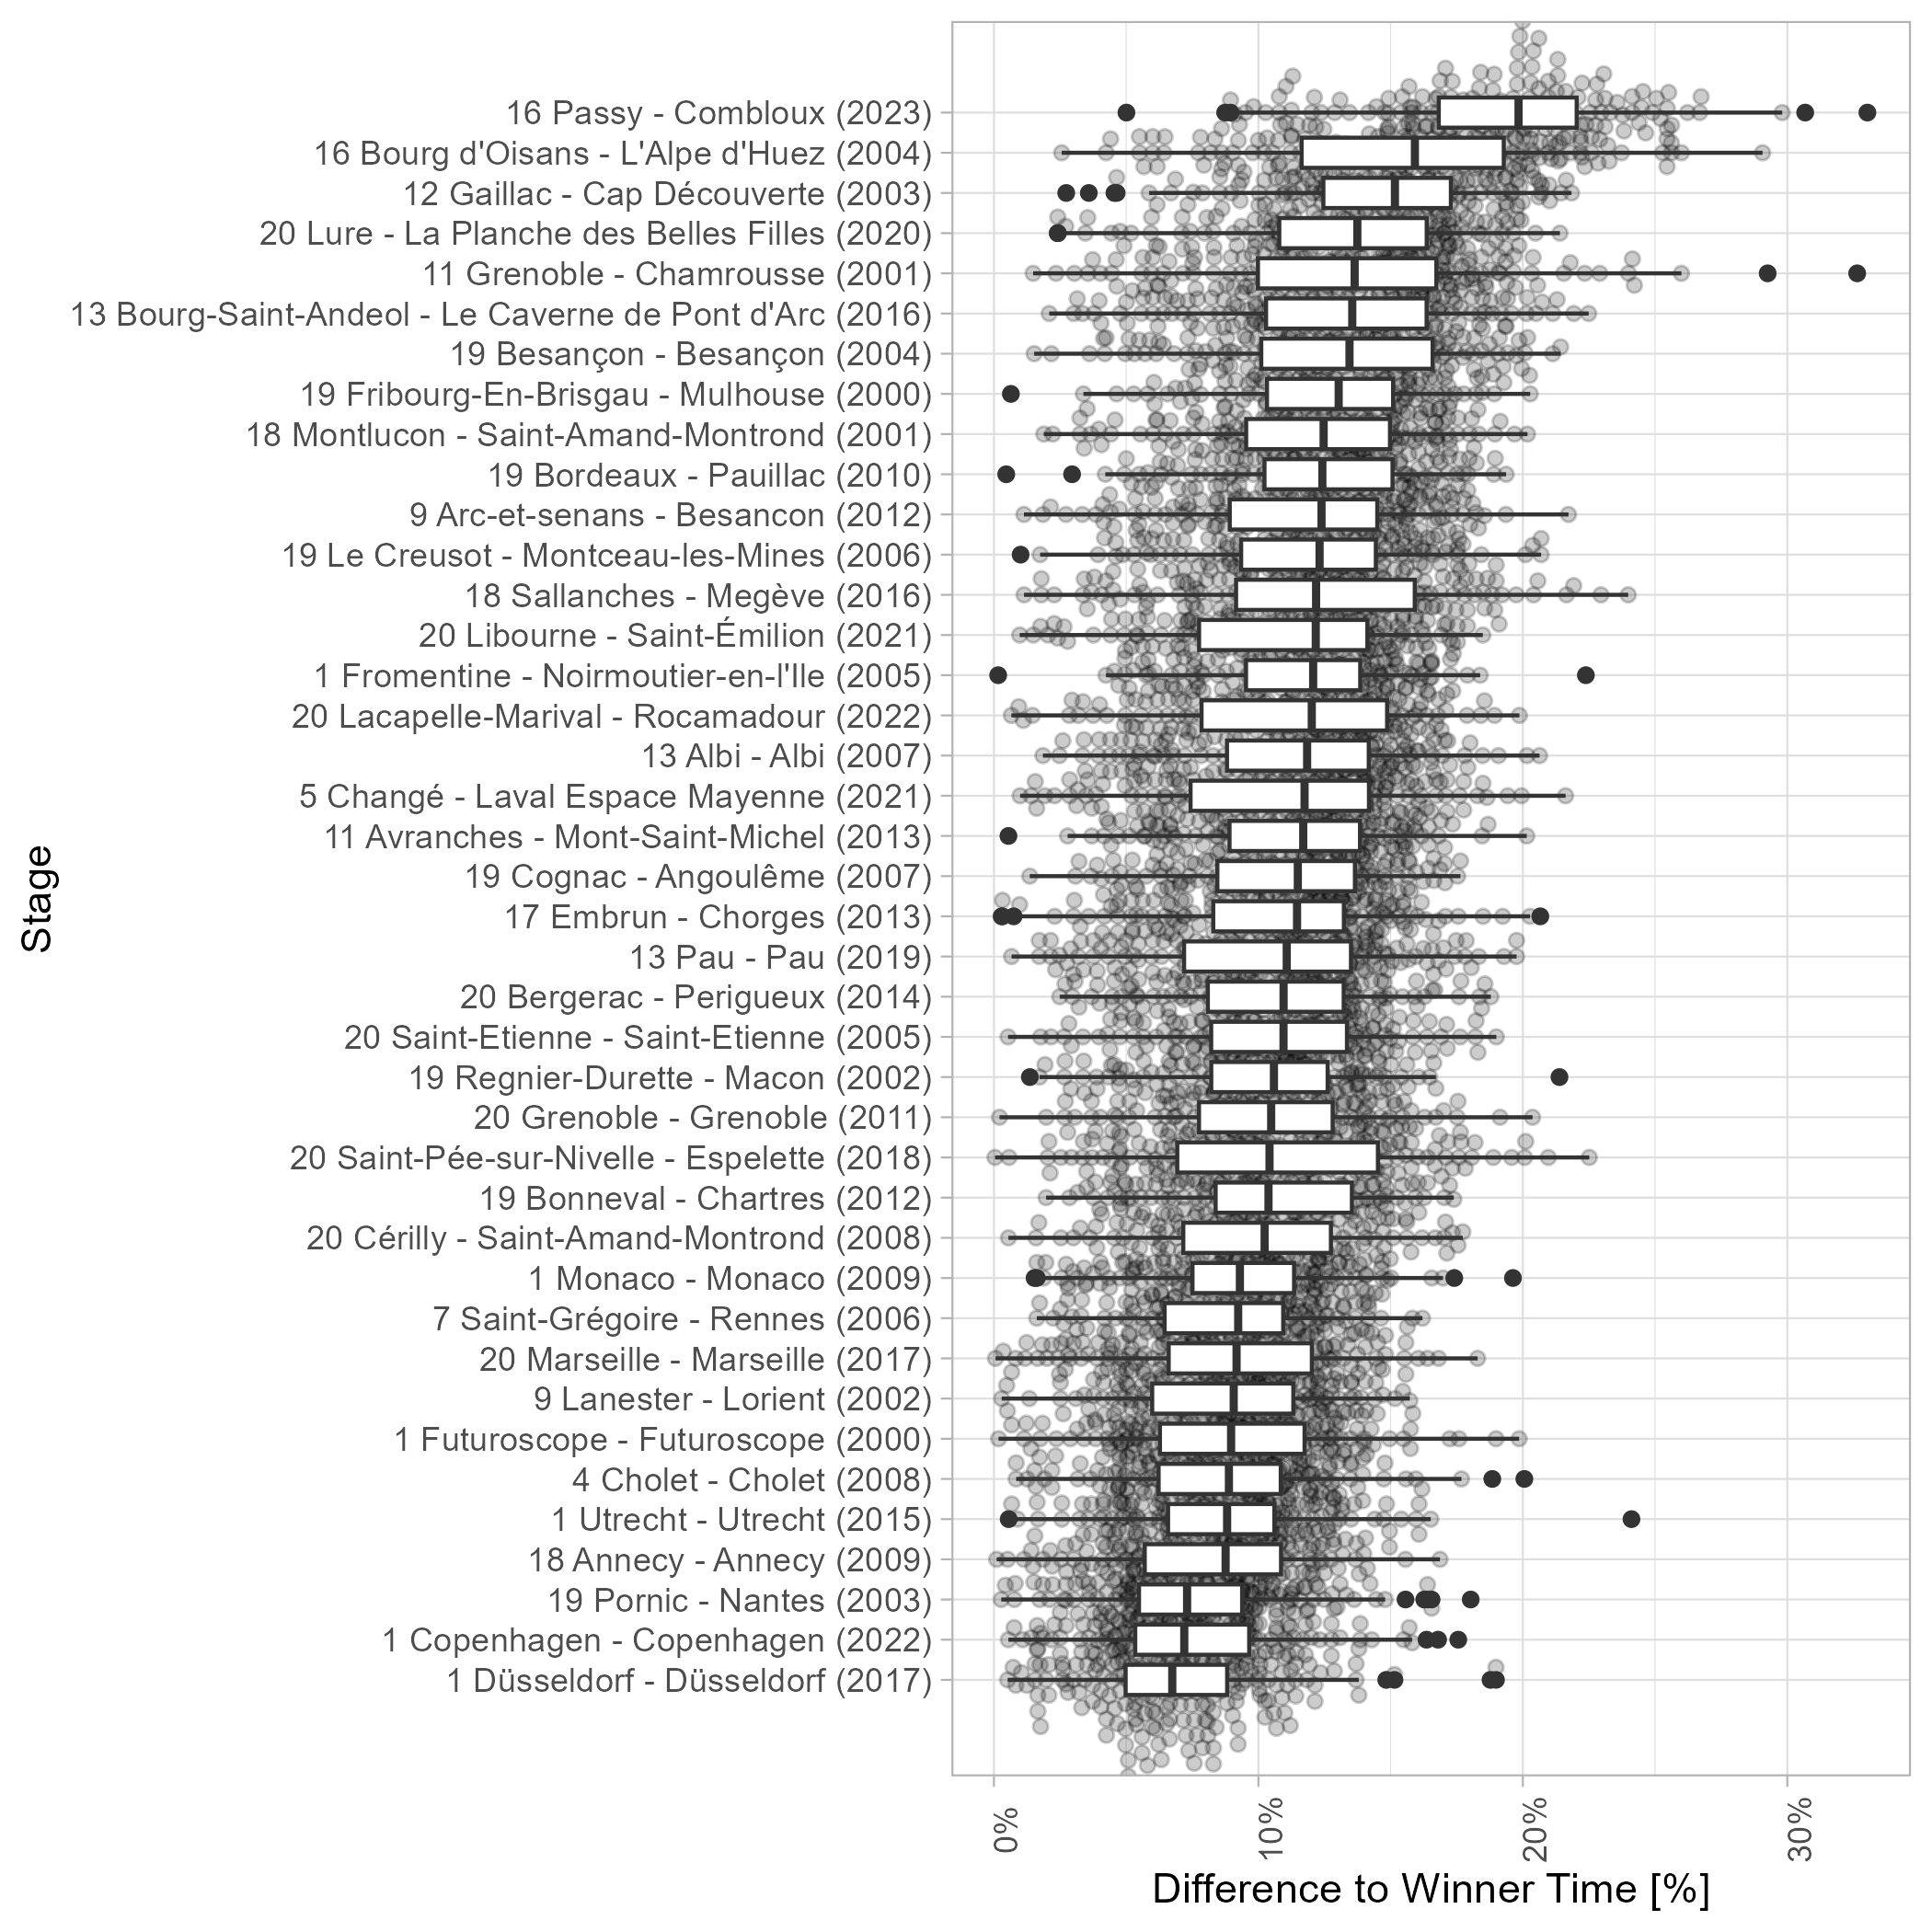 16 Passy - Combloux (2023)
16 Bourg d'Oisans - L'Alpe d'Huez (2004)
12 Gaillac - Cap Découverte (2003)
20 Lure - La Planche des Belles Filles (2020)
11 Grenoble - Chamrousse (2001)
13 Bourg-Saint-Andeol - Le Caverne de Pont d'Arc (2016)
19 Besançon - Besançon (2004)
19 Fribourg-En-Brisgau - Mulhouse (2000)
18 Montlucon - Saint-Amand-Montrond (2001)
19 Bordeaux - Pauillac (2010)
9 Arc-et-senans - Besancon (2012)
19 Le Creusot - Montceau-les-Mines (2006)
18 Sallanches - Megève (2016)
20 Libourne - Saint-Émilion (2021)
1 Fromentine - Noirmoutier-en-l'Ile (2005)
20 Lacapelle-Marival - Rocamadour (2022)
13 Albi - Albi (2007)
5 Changé - Laval Espace Mayenne (2021)
11 Avranches - Mont-Saint-Michel (2013)
19 Cognac - Angoulême (2007)
17 Embrun - Chorges (2013)
13 Pau - Pau (2019)
20 Bergerac - Perigueux (2014)
20 Saint-Etienne - Saint-Etienne (2005)
19 Regnier-Durette - Macon (2002)
20 Grenoble - Grenoble (2011)
20 Saint-Pée-sur-Nivelle - Espelette (2018)
19 Bonneval - Chartres (2012)
20 Cérilly - Saint-Amand-Montrond (2008)
1 Monaco - Monaco (2009)
7 Saint-Grégoire - Rennes (2006)
20 Marseille - Marseille (2017)
9 Lanester - Lorient (2002)
1 Futuroscope - Futuroscope (2000)
4 Cholet - Cholet (2008)
1 Utrecht - Utrecht (2015)
18 Annecy - Annecy (2009)
19 Pornic - Nantes (2003)
1 Copenhagen - Copenhagen (2022)
1 Düsseldorf - Düsseldorf (2017)
Stage
0%
10%
20%
30%
Difference to Winner Time [%]